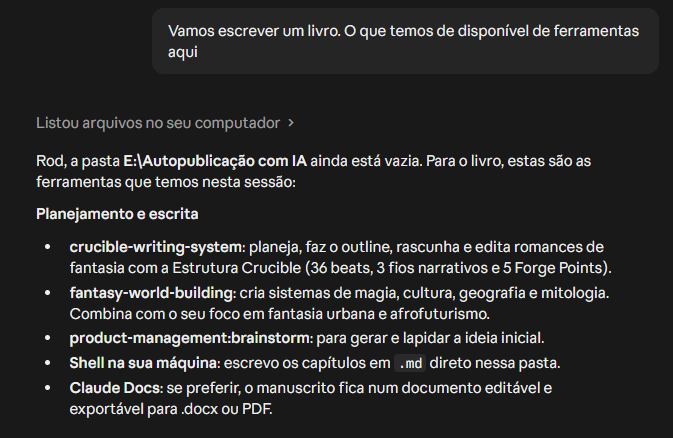 Vamos escrever um livro. O que temos de disponível de ferramentas
aqui
Listou arquivos no seu computador >
Rod, a pasta E:\Autopublicação com IA ainda está vazia. Para o livro, estas são as
ferramentas que temos nesta sessão:
Planejamento e escrita
• crucible-writing-system: planeja, faz o outline, rascunha e edita romances de
fantasia com a Estrutura Crucible (36 beats, 3 fios narrativos e 5 Forge Points).
• fantasy-world-building: cria sistemas de magia, cultura, geografia e mitologia.
Combina com o seu foco em fantasia urbana e afrofuturismo.
• product-management:brainstorm: para gerar e lapidar a ideia inicial.
• Shell na sua máquina: escrevo os capítulos em .md direto nessa pasta.
• Claude Docs: se preferir, o manuscrito fica num documento editável e
exportável para .docx ou PDF.